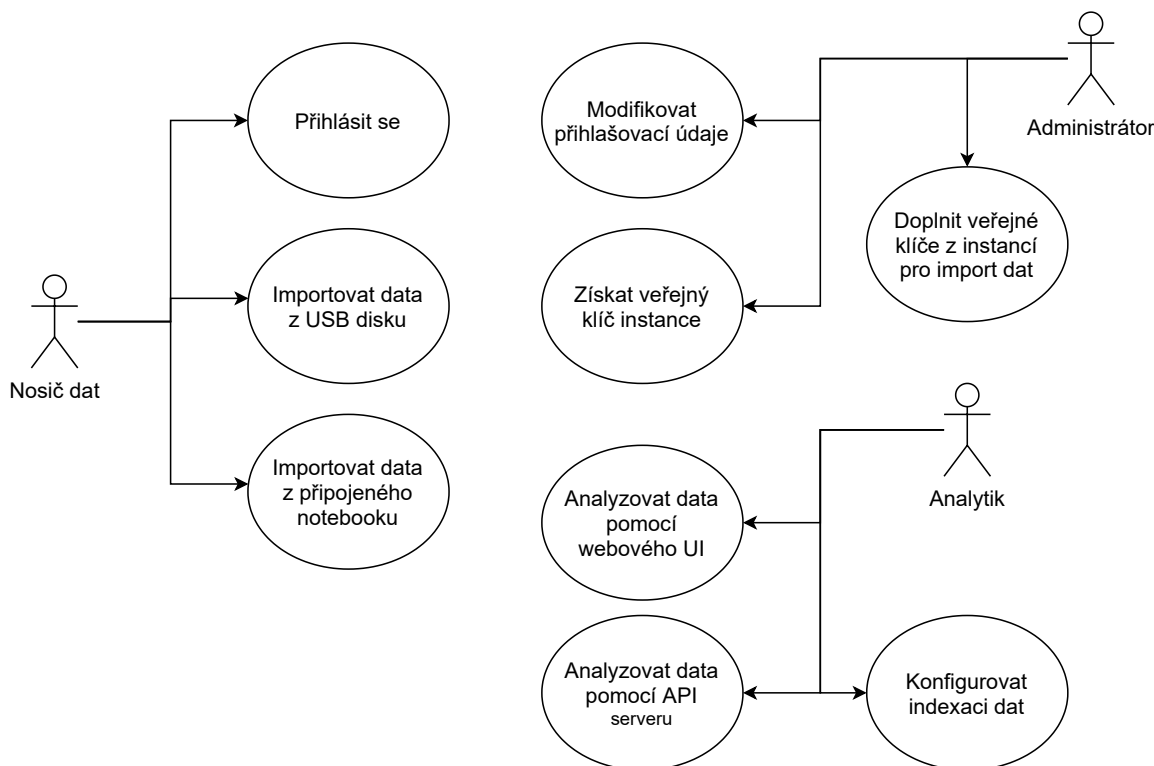 Přihlásit se
Importovat data
z USB disku
Nosič dat
Importovat data
z připojeného
notebooku
Modifikovat
přihlašovací údaje
Administrátor
Doplnit veřejné
klíče z instancí
pro import dat
Získat veřejný
klíč instance
Analytik
Analyzovat data
pomocí
webového UI
Analyzovat data
pomocí API
serveru
Konfigurovat
indexaci dat